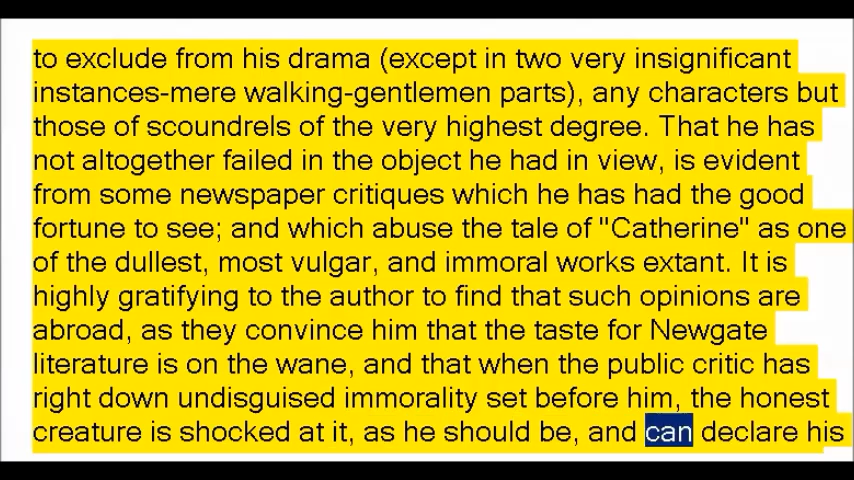 to exclude from his drama (except in two very insignificant
instances-mere walking-gentlemen parts), any characters but
those of scoundrels of the very highest degree. That he has
not altogether failed in the object he had in view, is evident
from some newspaper critiques which he has had the good
fortune to see; and which abuse the tale of "Catherine" as one
of the dullest, most vulgar, and immoral works extant. It is
highly gratifying to the author to find that such opinions are
abroad, as they convince him that the taste for Newgate
literature is on the wane, and that when the public critic has
right down undisguised immorality set before him, the honest
creature is shocked at it, as he should be, and can declare his